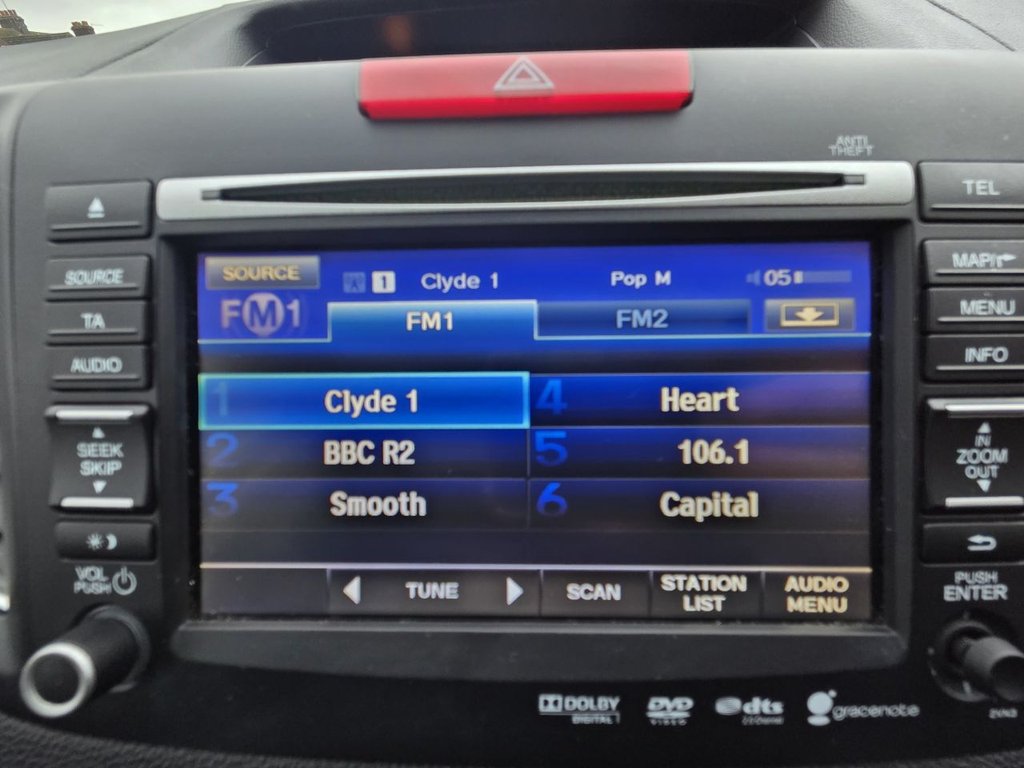 ANTI
THEFT
TEL
SOURCE
TA
AUDIO
SEEK
SKIP
VOL
PUSH
SOURCE
1 Clyde 1 Pop M 05
FM1
FM1 FM2
1 Clyde 1
2 BBC R2
3 Smooth
4 Heart
5 106.1
6 Capital
TUNE SCAN STATION
LIST AUDIO
MENU
MAP/
MENU
INFO
IN
ZOOM
OUT
PUSH
ENTER
DOLBY
DIGITAL
DVD
VIDEO
dts
gracenote